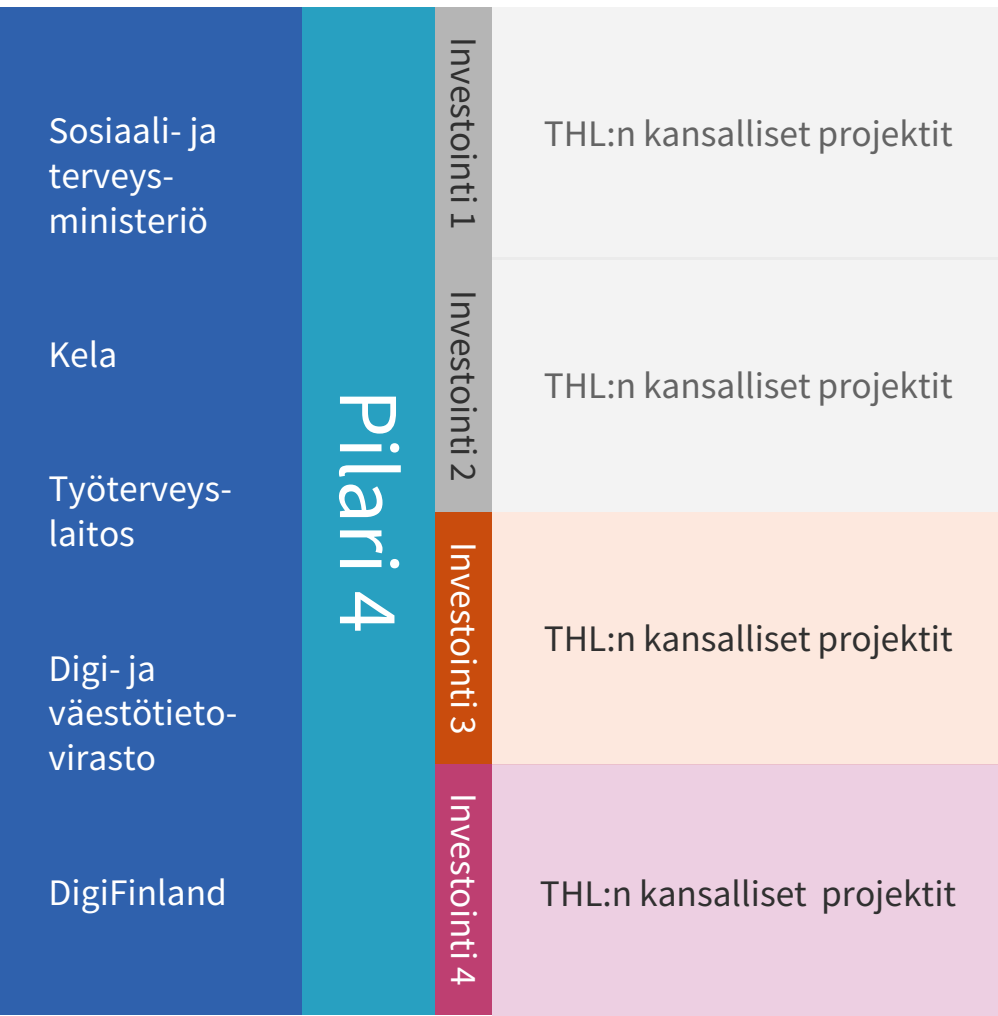 Sosiaali- ja
terveys-
ministeriö
Kela
Työterveys-
laitos
Digi- ja
väestötieto-
virasto
DigiFinland
Pilari 4
Investointi 1
THL:n kansalliset projektit
Investointi 2
THL:n kansalliset projektit
Investointi 3
THL:n kansalliset projektit
Investointi 4
THL:n kansalliset projektit